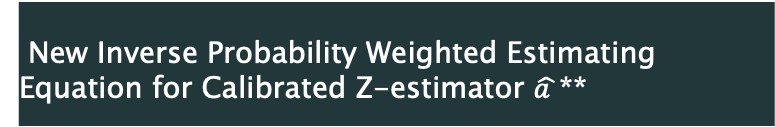 New Inverse Probability Weighted Estimating
Equation for Calibrated Z-estimator â **